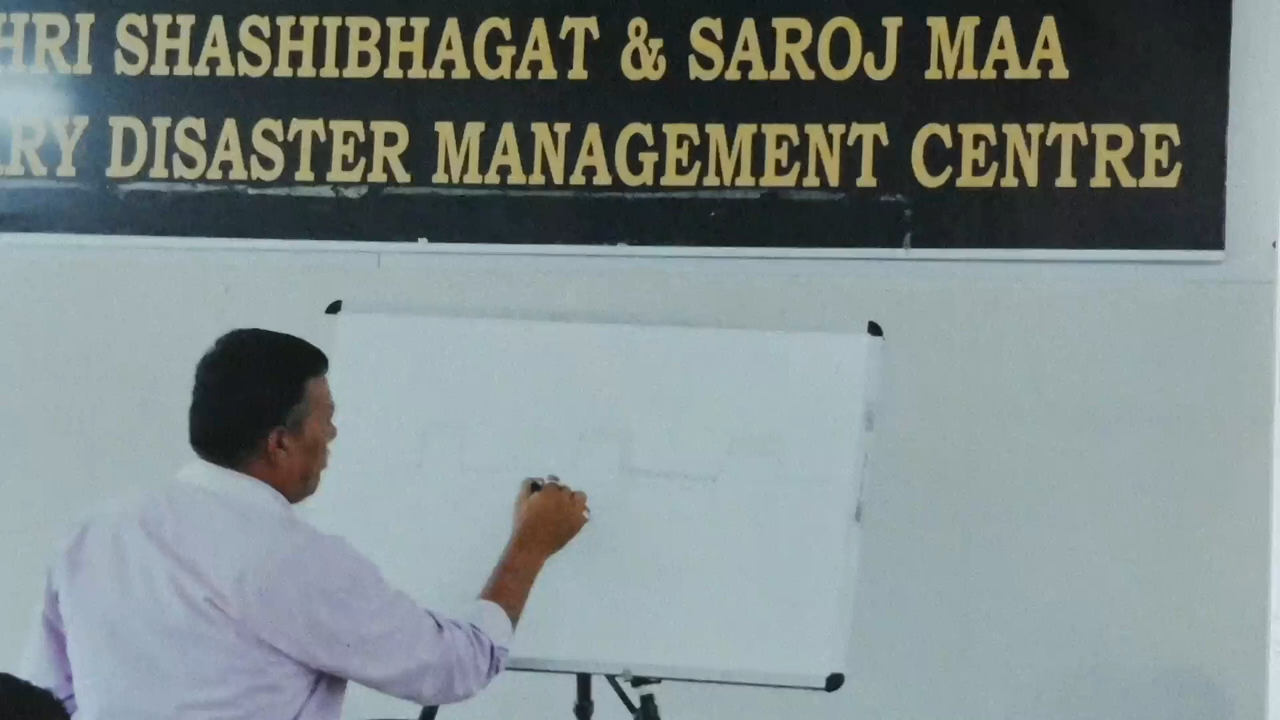 HRI SHASHIBHAGAT & SAROJ MAA
RY DISASTER MANAGEMENT CENTRE